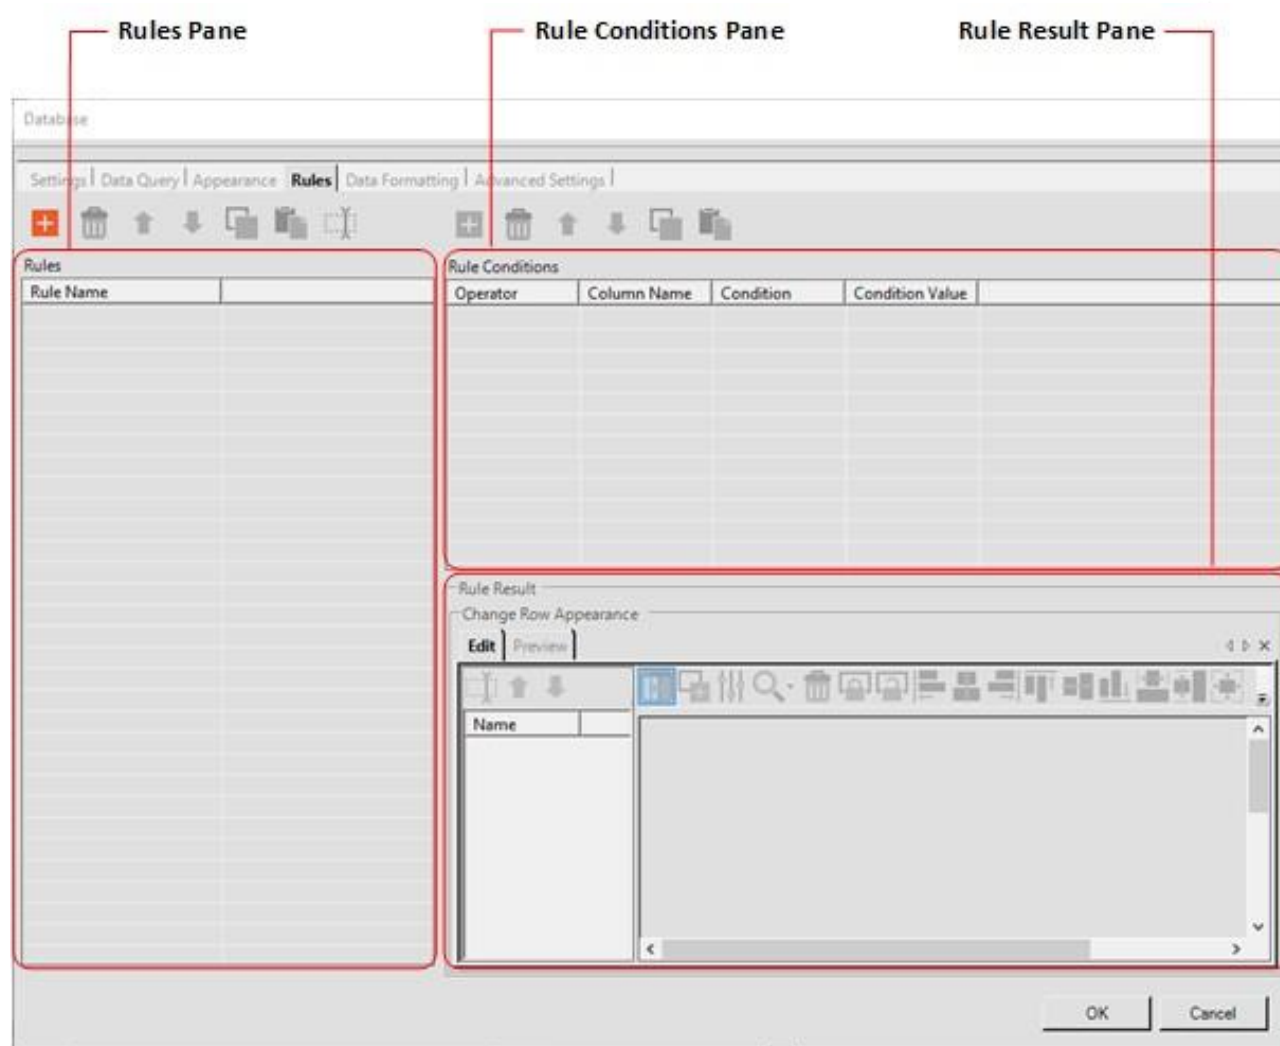 Rules Pane Rule Conditions Pane Rule Result Pane
Database
Settings Data Query Appearance Rules Data Formatting Advanced Settings
Rules
Rule Name
Rule Conditions
Operator Column Name Condition Condition Value
Rule Result
Change Row Appearance
Edit Preview
Name
OK Cancel